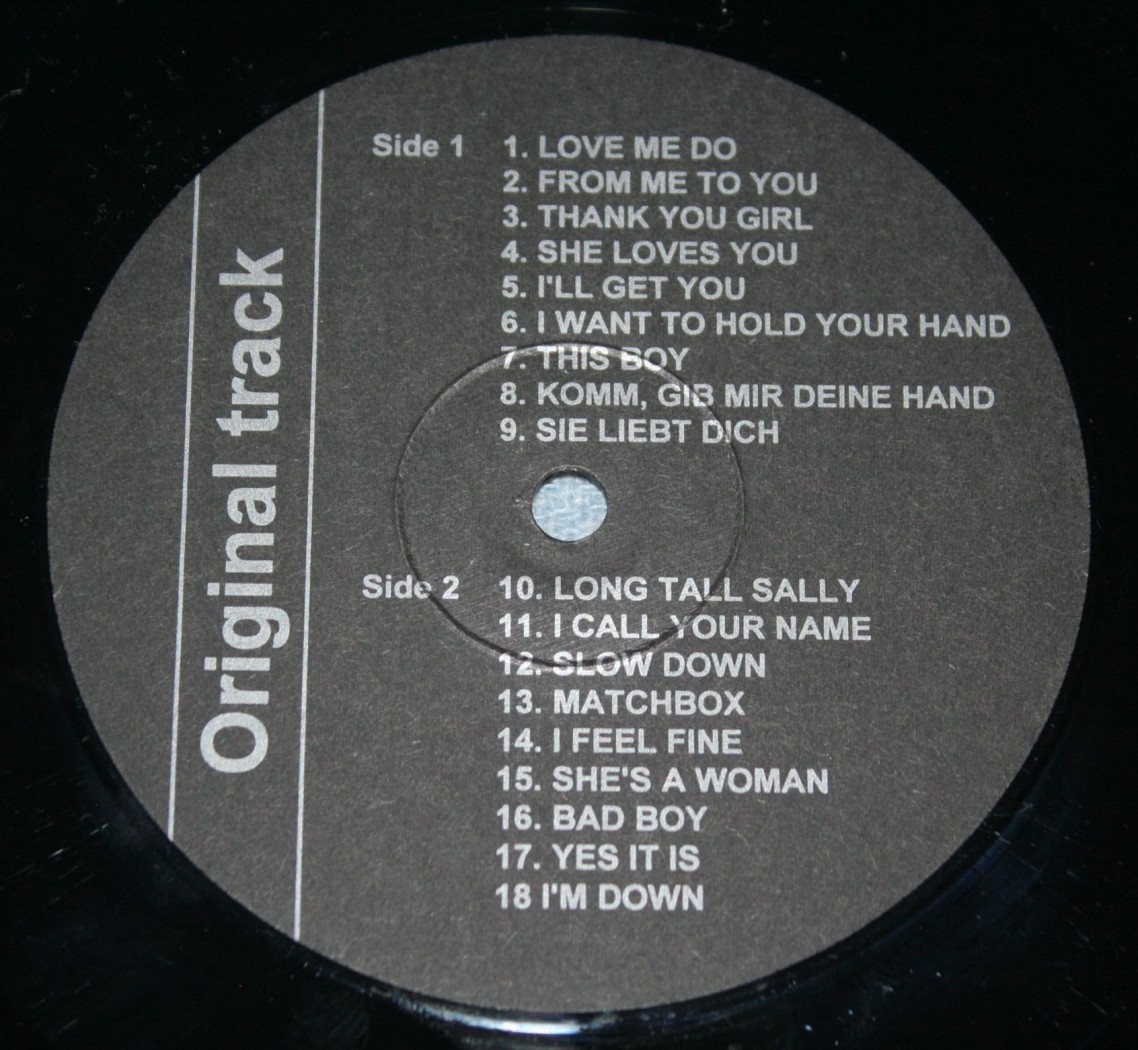 Original track
Side 1 1. LOVE ME DO
2. FROM ME TO YOU
3. THANK YOU GIRL
4. SHE LOVES YOU
5. I'LL GET YOU
6. I WANT TO HOLD YOUR HAND
7. THIS BOY
8. KOMM, GIB MIR DEINE HAND
9. SIE LIEBT DICH
Side 2 10. LONG TALL SALLY
11. I CALL YOUR NAME
12. SLOW DOWN
13. MATCHBOX
14. I FEEL FINE
15. SHE'S A WOMAN
16. BAD BOY
17. YES IT IS
18 I'M DOWN